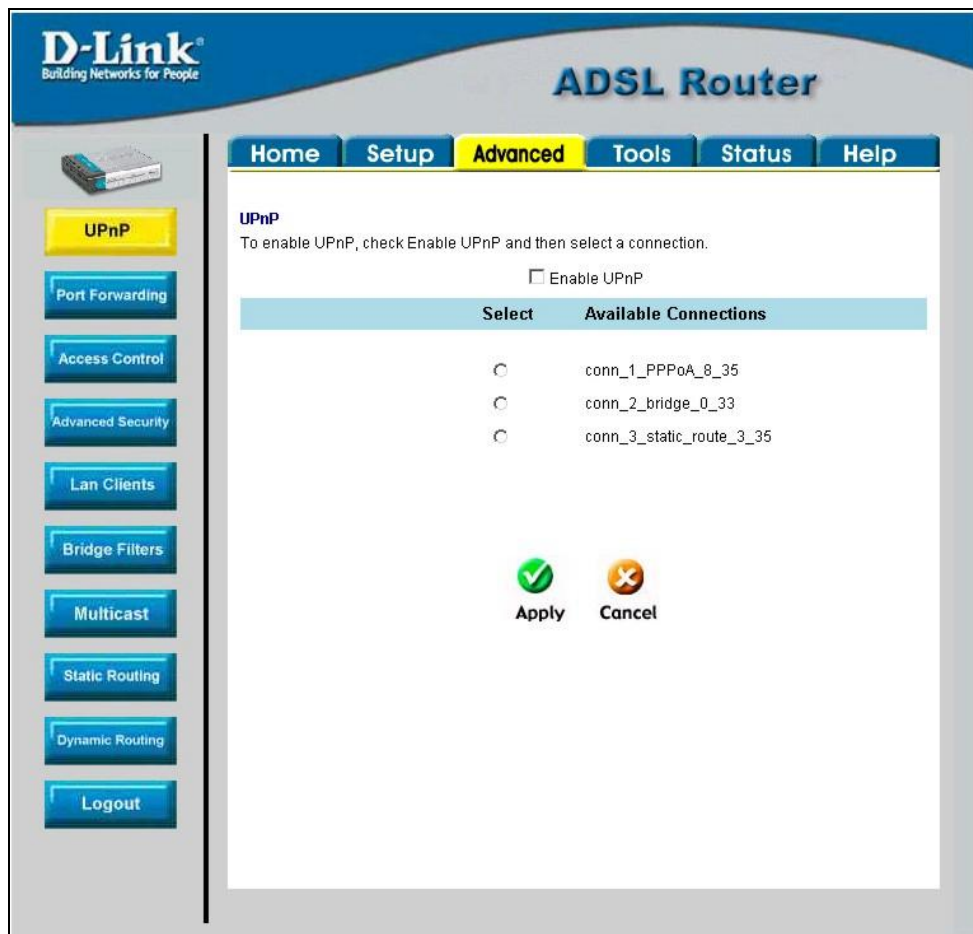 D-Link®
Building Networks for People
ADSL Router
Home Setup Advanced Tools Status Help
UPnP
Port Forwarding
Access Control
Advanced Security
Lan Clients
Bridge Filters
Multicast
Static Routing
Dynamic Routing
Logout
UPnP
To enable UPnP, check Enable UPnP and then select a connection.
Enable UPnP
Select Available Connections
conn_1_PPPoA_8_35
conn_2_bridge_0_33
conn_3_static_route_3_35
Apply Cancel